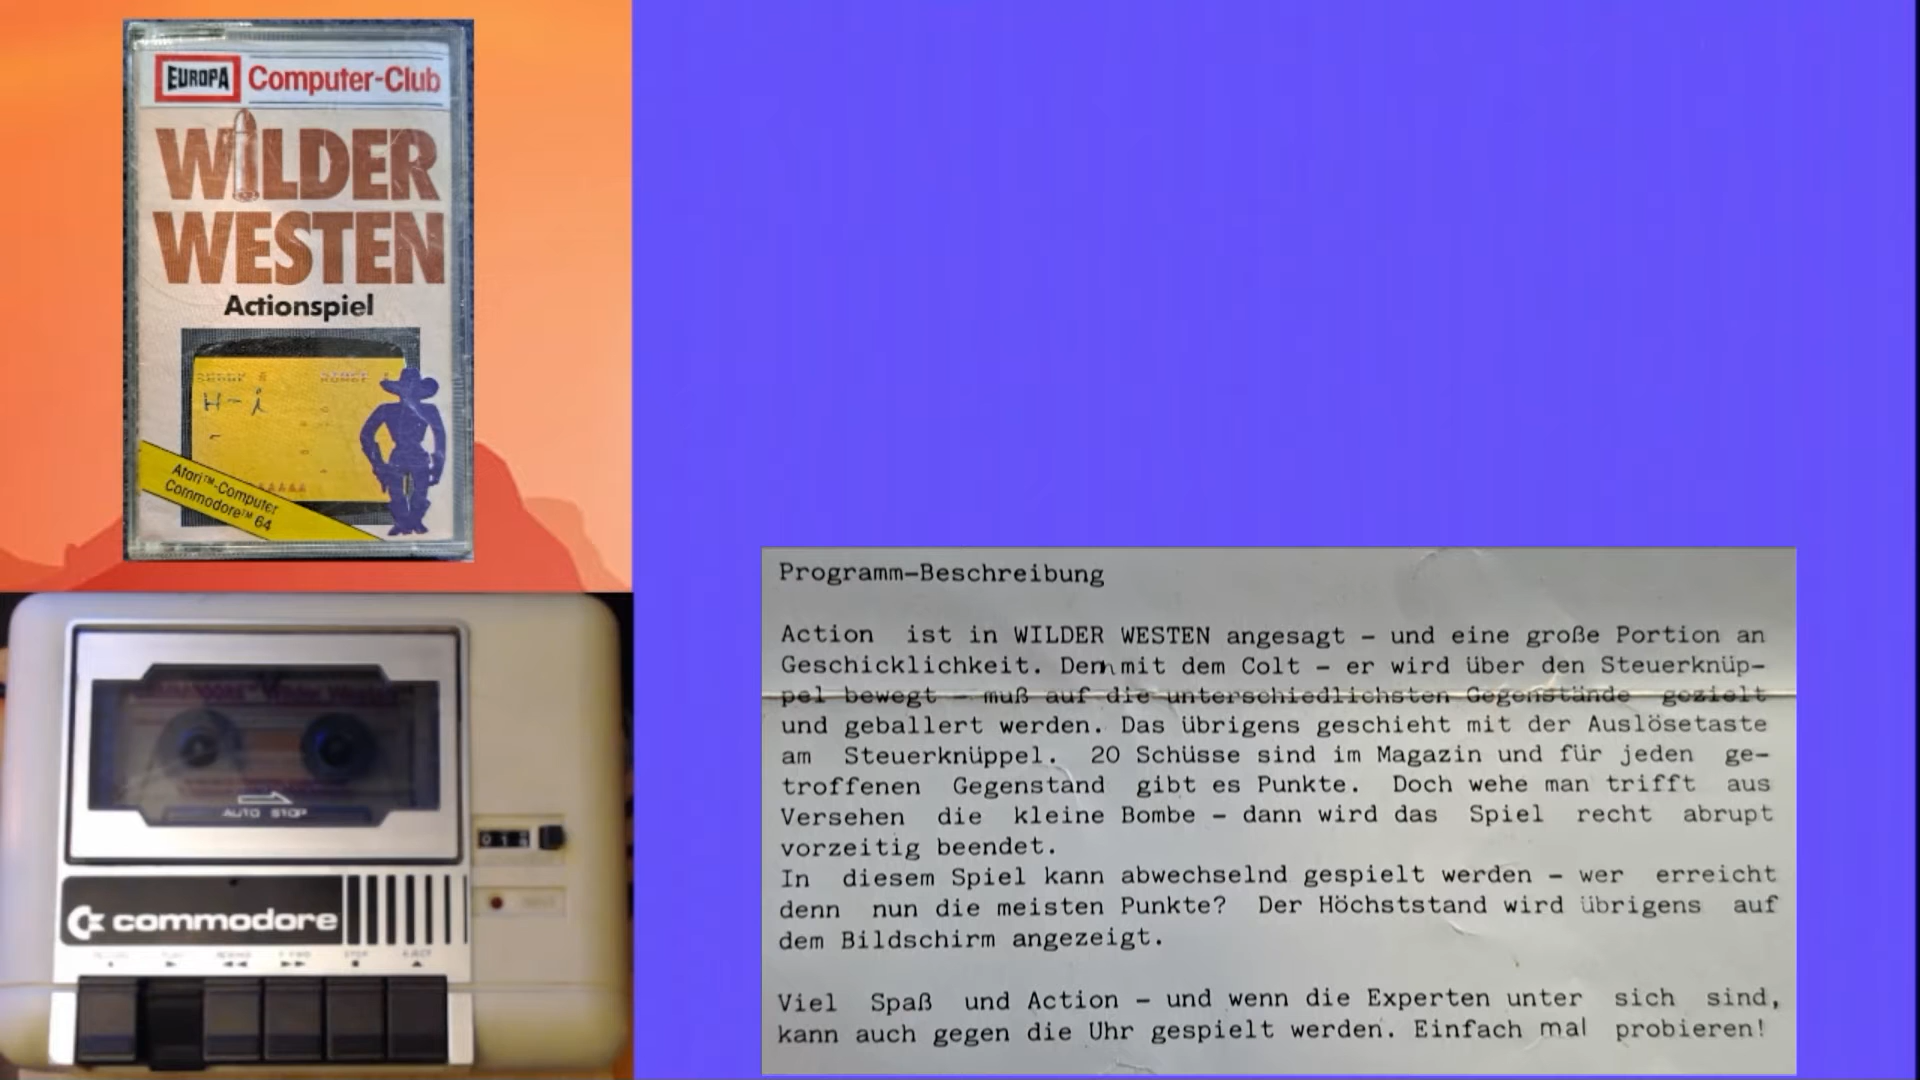 EUROPA Computer-Club
WILDER
WESTEN
Actionspiel
H-i
Atari™-Computer
Commodore™ 64
AUTO STOP
commodore
Programm-Beschreibung
Action ist in WILDER WESTEN angesagt - und eine große Portion an
Geschicklichkeit. Denn mit dem Colt - er wird über den Steuerknüp-
pel bewegt - muß auf die unterschiedlichsten Gegenstände gezielt
und geballert werden. Das übrigens geschieht mit der Auslösetaste
am Steuerknüppel. 20 Schüsse sind im Magazin und für jeden ge-
troffenen Gegenstand gibt es Punkte. Doch wehe man trifft aus
Versehen die kleine Bombe - dann wird das Spiel recht abrupt
vorzeitig beendet.
In diesem Spiel kann abwechselnd gespielt werden - wer erreicht
denn nun die meisten Punkte? Der Höchststand wird übrigens auf
dem Bildschirm angezeigt.
Viel Spaß und Action - und wenn die Experten unter sich sind,
kann auch gegen die Uhr gespielt werden. Einfach mal probieren!